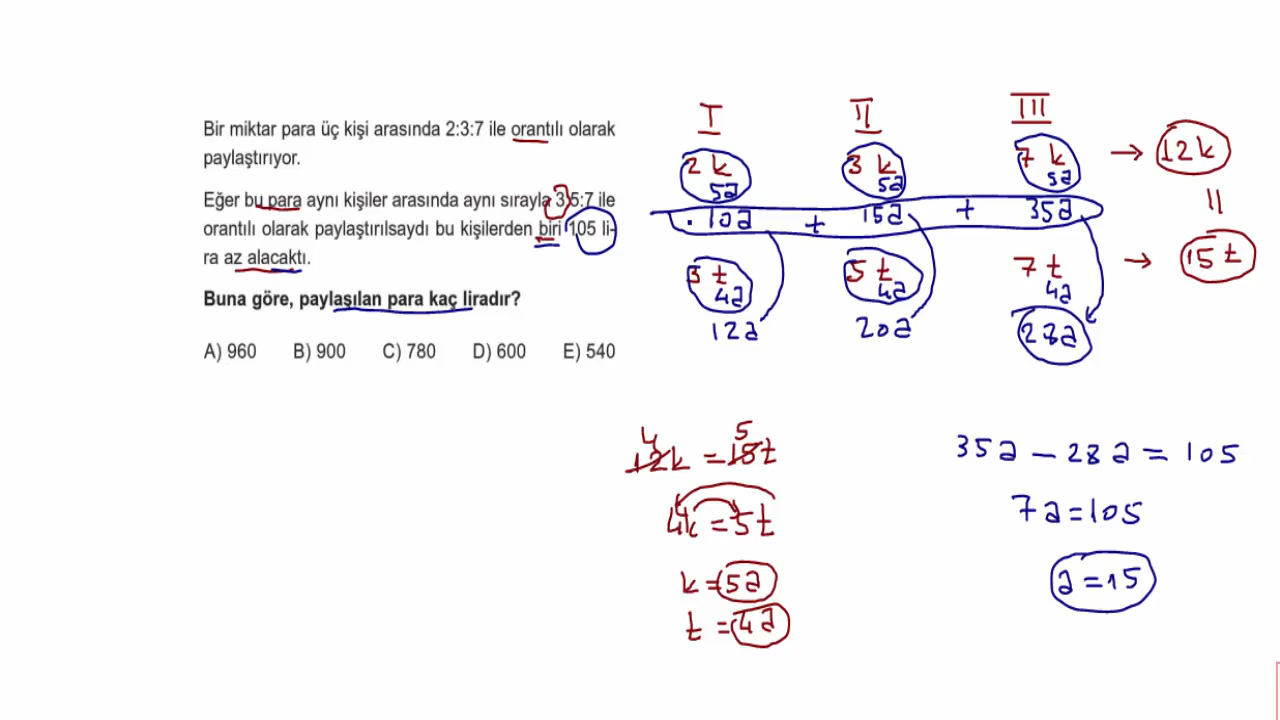 Bir miktar para üç kişi arasında 2:3:7 ile orantılı olarak
paylaştırıyor.
Eğer bu para aynı kişiler arasında aynı sırayla 3:5:7 ile
orantılı olarak paylaştırılsaydı bu kişilerden biri 105 li-
ra az alacaktı.
Buna göre, paylaşılan para kaç liradır?
A) 960 B) 900 C) 780 D) 600 E) 540
I II III
2k 3k 7k → 12k
5a 5a 5a
10a + 15a + 35a
=
3t 5t 7t → 15t
4a 4a 4a
12a 20a 28a
4 5
12k = 15t
4k = 5t
k = 5a
t = 4a
35a - 28a = 105
7a = 105
a = 15